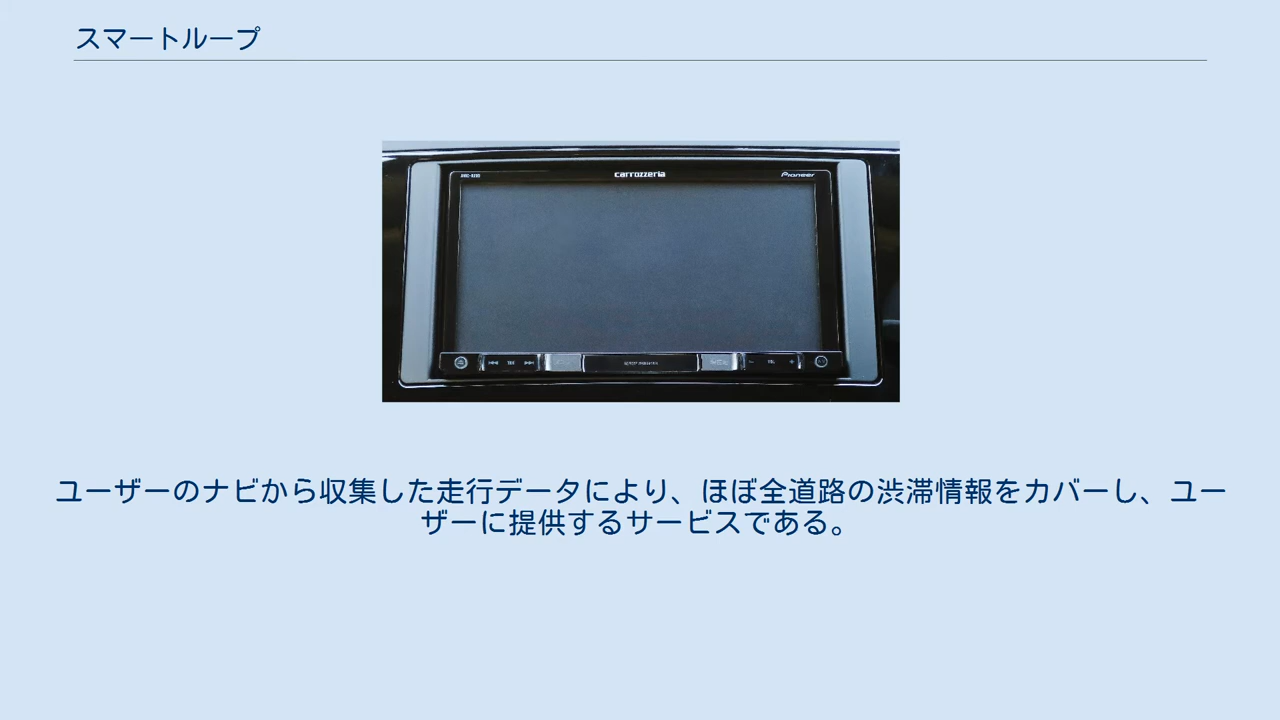 スマートループ
carrozzeria
Pioneer
ユーザーのナビから収集した走行データにより、ほぼ全道路の渋滞情報をカバーし、ユー
ザーに提供するサービスである。